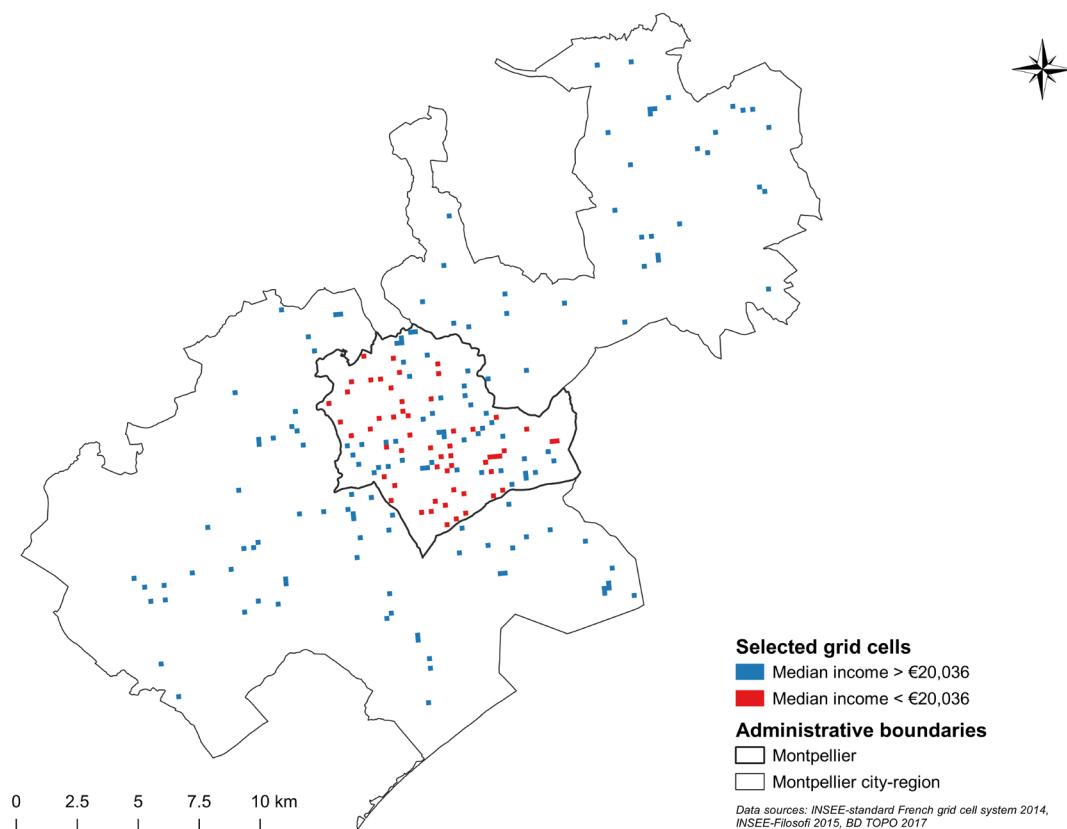 Selected grid cells
Median income > €20,036
Median income < €20,036
Administrative boundaries
Montpellier
Montpellier city-region
0 2.5 5 7.5 10 km
Data sources: INSEE-standard French grid cell system 2014,
INSEE-Filosofi 2015, BD TOPO 2017